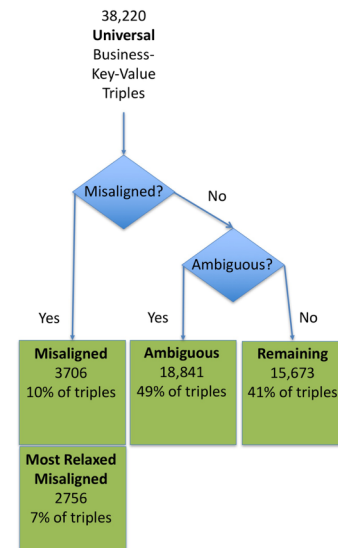 38,220
Universal
Business-
Key-Value
Triples
Misaligned?
No
Ambiguous?
Yes
Yes
No
Misaligned
3706
10% of triples
Ambiguous
18,841
49% of triples
Remaining
15,673
41% of triples
Most Relaxed
Misaligned
2756
7% of triples